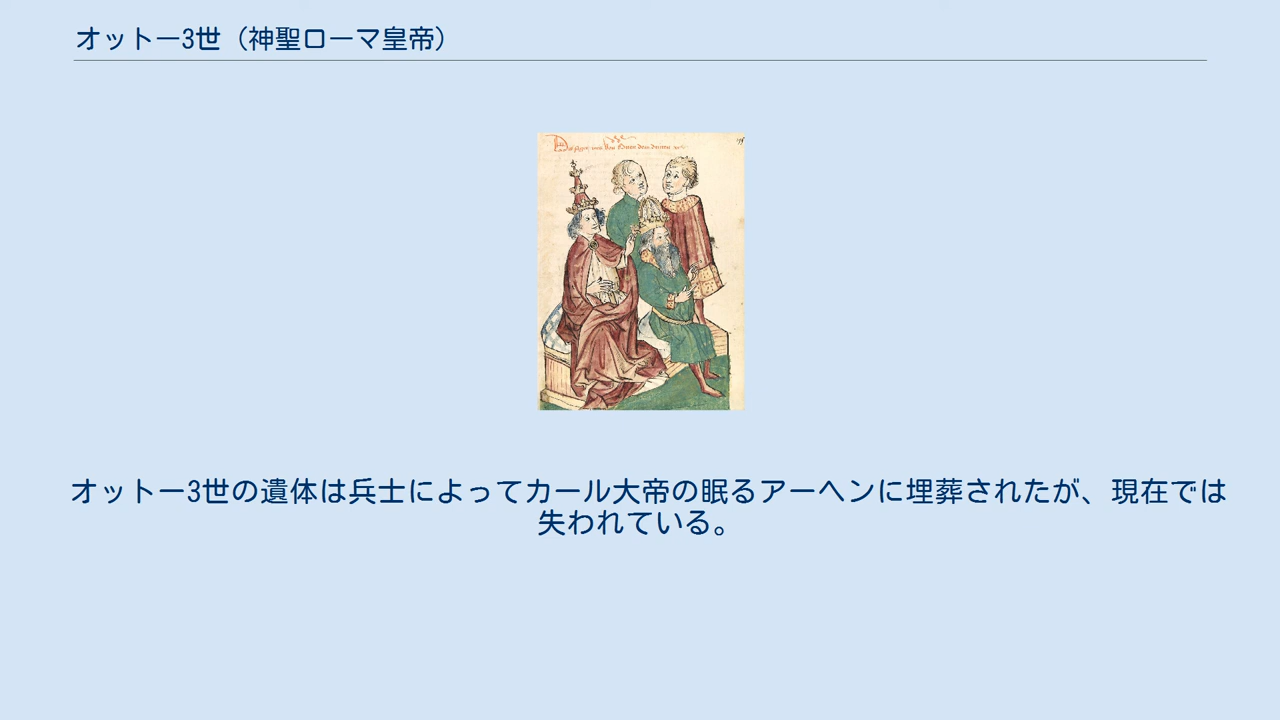 オットー3世（神聖ローマ皇帝）
オットー3世の遺体は兵士によってカール大帝の眠るアーヘンに埋葬されたが、現在では
失われている。